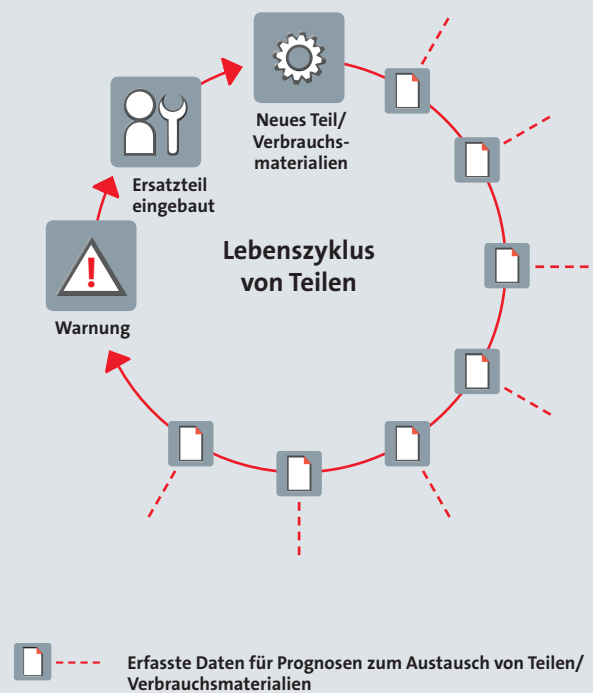 Neues Teil/
Verbrauchs-
materialien
Ersatzteil
eingebaut
Lebenszyklus
von Teilen
Warnung
Erfasste Daten für Prognosen zum Austausch von Teilen/
Verbrauchsmaterialien